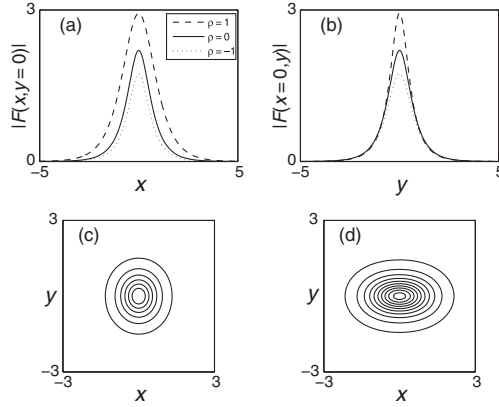 3
(a)
ρ = 1
ρ = 0
ρ = −1
|F(x,y = 0)|
0
−5
5
x
3
(b)
|F(x = 0,y)|
0
−5
5
y
3
(c)
y
−3
−3
3
x
3
(d)
y
−3
−3
3
x